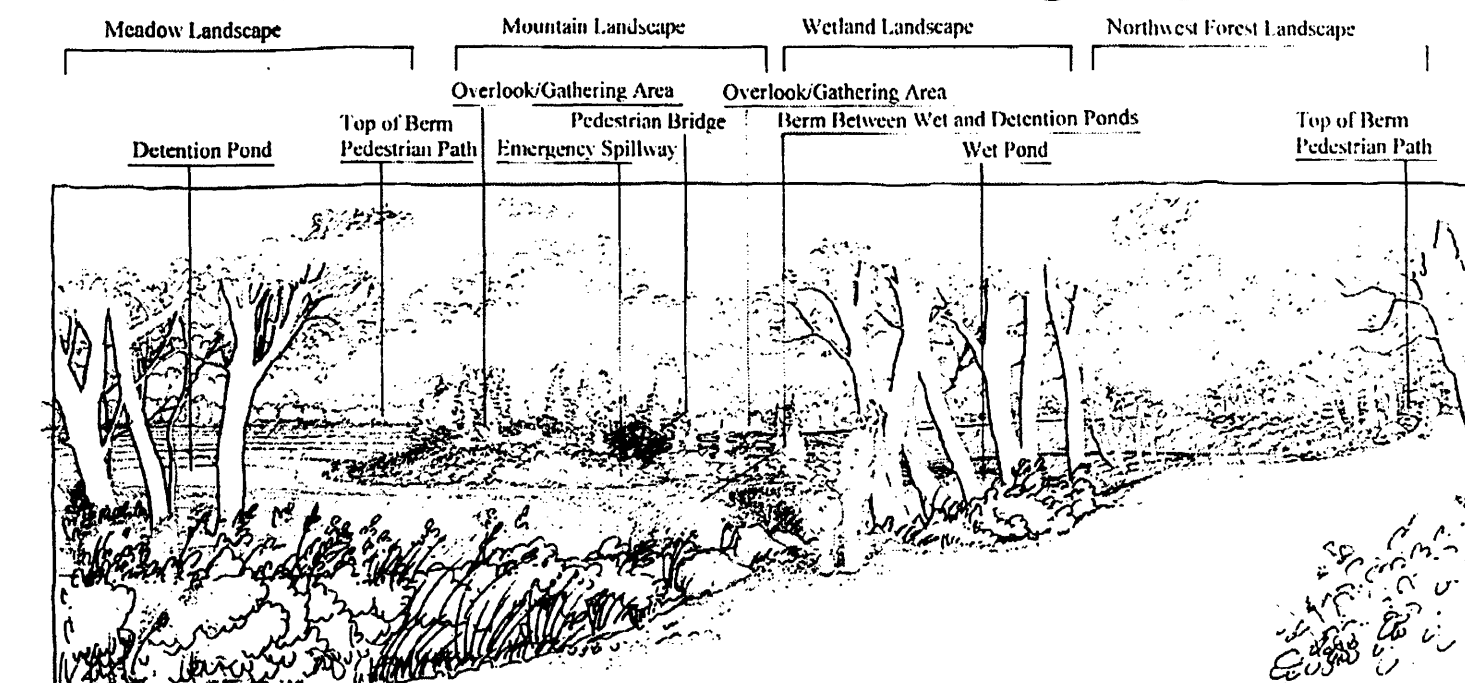 Meadow Landscape
Mountain Landscape
Wetland Landscape
Northwest Forest Landscape
Overlook/Gathering Area
Overlook/Gathering Area
Top of Berm
Pedestrian Path
Pedestrian Bridge
Berm Between Wet and Detention Ponds
Top of Berm
Pedestrian Path
Detention Pond
Emergency Spillway
Wet Pond